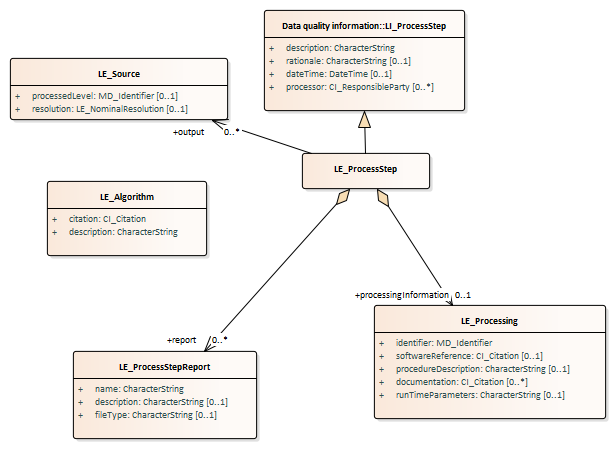 Data quality information::LI_ProcessStep
+ description: CharacterString
+ rationale: CharacterString [0..1]
+ dateTime: DateTime [0..1]
+ processor: CI_ResponsibleParty [0..*]
LE_Source
+ processedLevel: MD_Identifier [0..1]
+ resolution: LE_NominalResolution [0..1]
+output 0..*
LE_ProcessStep
LE_Algorithm
+ citation: CI_Citation
+ description: CharacterString
+processingInformation 0..1
LE_Processing
+ identifier: MD_Identifier
+ softwareReference: CI_Citation [0..1]
+ procedureDescription: CharacterString [0..1]
+ documentation: CI_Citation [0..*]
+ runTimeParameters: CharacterString [0..1]
+report 0..*
LE_ProcessStepReport
+ name: CharacterString
+ description: CharacterString [0..1]
+ fileType: CharacterString [0..1]